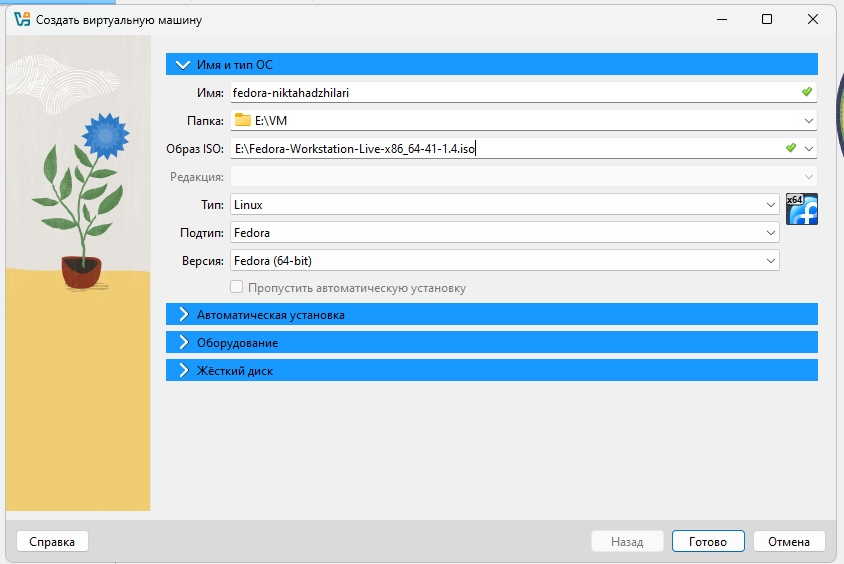 Создать виртуальную машину
Имя и тип ОС
Имя: fedora-niktahadzhilari
Папка: E:\VM
Образ ISO: E:\Fedora-Workstation-Live-x86_64-41-1.4.iso
Редакция:
Тип: Linux
x64
Подтип: Fedora
Версия: Fedora (64-bit)
Пропустить автоматическую установку
Автоматическая установка
Оборудование
Жёсткий диск
Справка Назад Готово Отмена